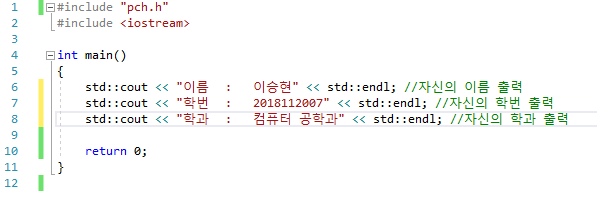 1 #include "pch.h"
2 #include <iostream>
3
4 int main()
5 {
6 std::cout << "이름  :   이승현" << std::endl; //자신의 이름 출력
7 std::cout << "학번  :   2018112007" << std::endl; //자신의 학번 출력
8 std::cout << "학과  :   컴퓨터 공학과" << std::endl; //자신의 학과 출력
9
10 return 0;
11 }
12